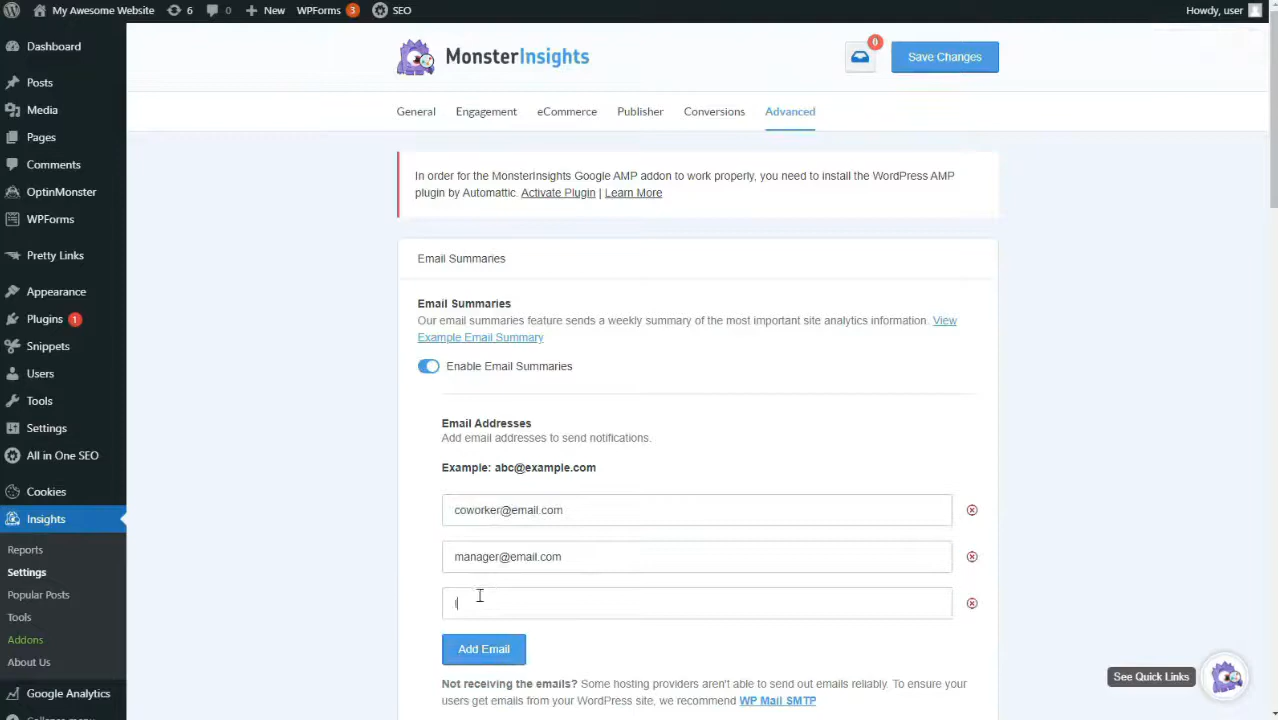 My Awesome Website
6
0
New
WPForms 3
SEO
Howdy, user
Dashboard
Posts
Media
Pages
Comments
OptinMonster
WPForms
Pretty Links
Appearance
Plugins 1
Snippets
Users
Tools
Settings
All in One SEO
Cookies
Insights
Reports
Settings
Popular Posts
Tools
Addons
About Us
Google Analytics
Collapse menu
MonsterInsights
0
Save Changes
General
Engagement
eCommerce
Publisher
Conversions
Advanced
In order for the MonsterInsights Google AMP addon to work properly, you need to install the WordPress AMP
plugin by Automattic. Activate Plugin | Learn More
Email Summaries
Email Summaries
Our email summaries feature sends a weekly summary of the most important site analytics information. View
Example Email Summary
Enable Email Summaries
Email Addresses
Add email addresses to send notifications.
Example: abc@example.com
coworker@email.com
manager@email.com
Add Email
Not receiving the emails? Some hosting providers aren't able to send out emails reliably. To ensure your
users get emails from your WordPress site, we recommend WP Mail SMTP
See Quick Links